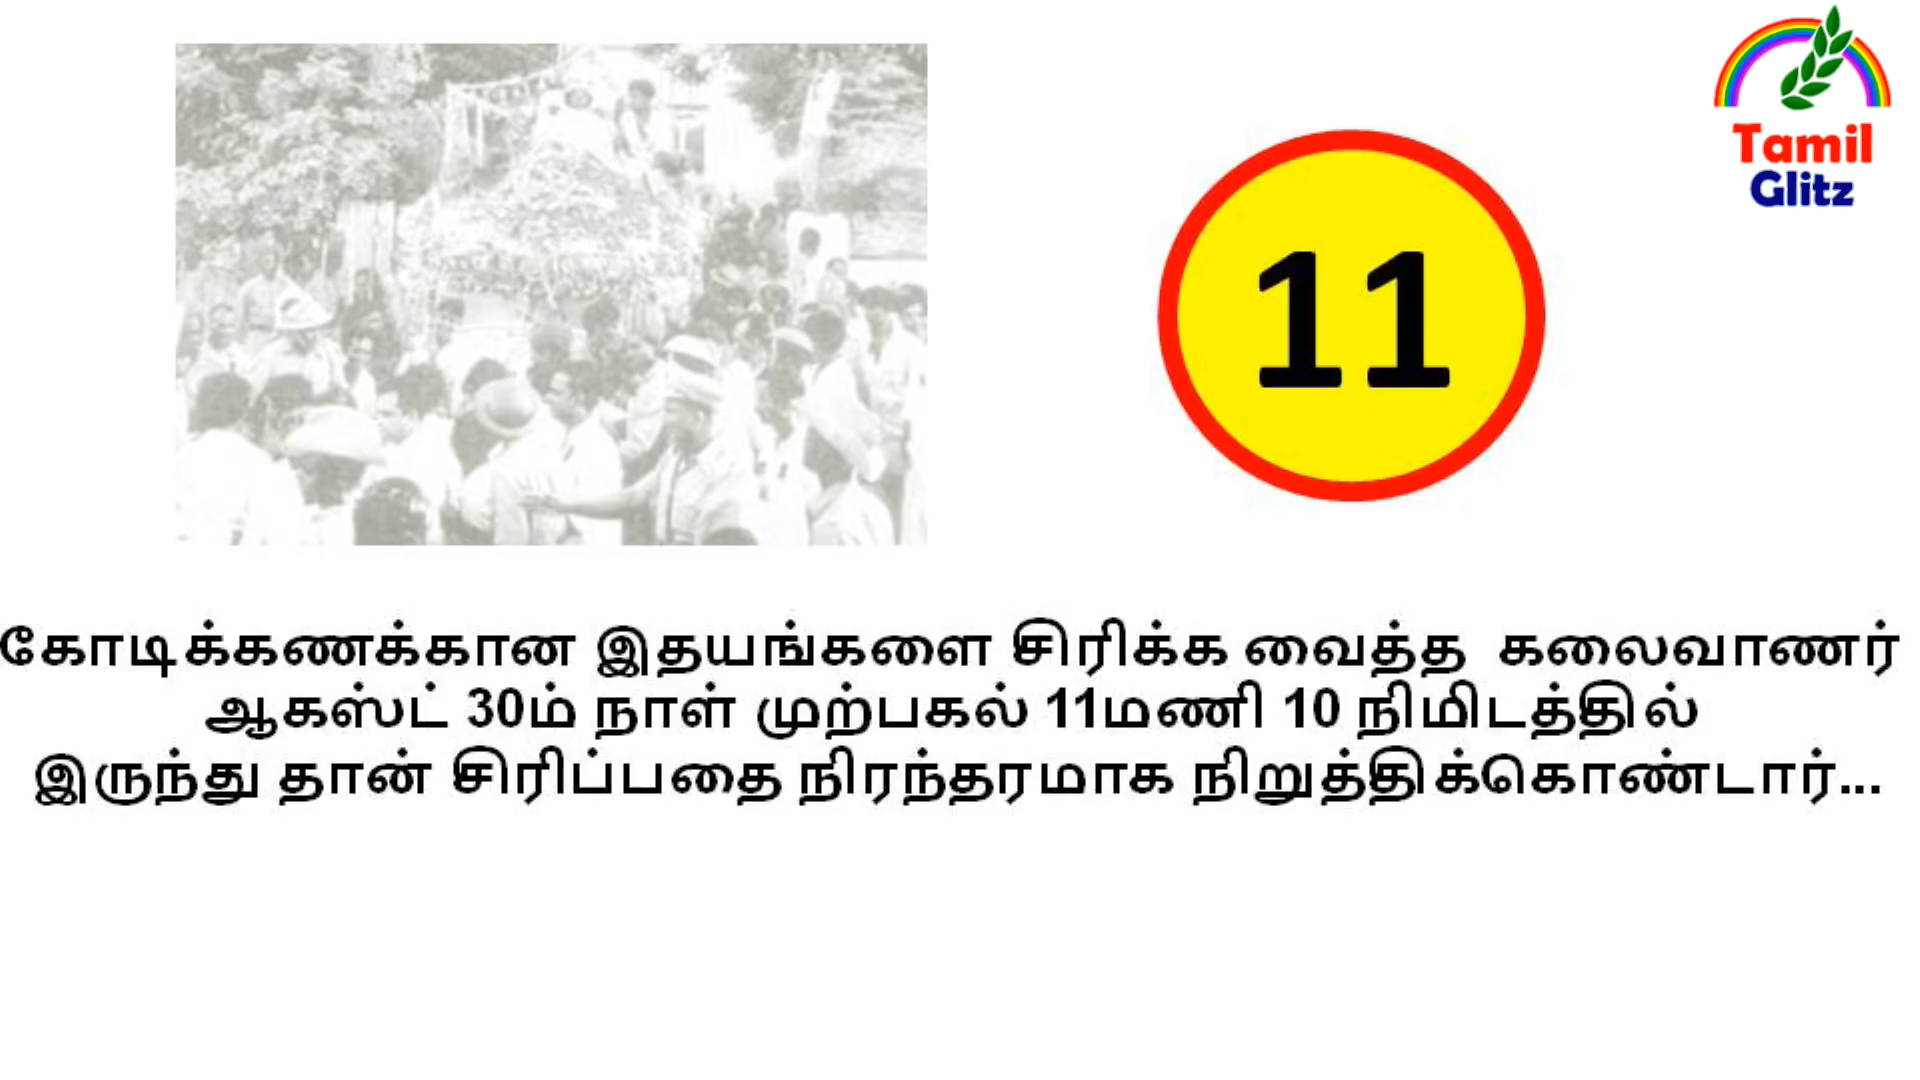 Tamil
Glitz
11
கோடிக்கணக்கான இதயங்களை சிரிக்க வைத்த கலைவாணர்
ஆகஸ்ட் 30ம் நாள் முற்பகல் 11மணி 10 நிமிடத்தில்
இருந்து தான் சிரிப்பதை நிரந்தரமாக நிறுத்திக்கொண்டார்...